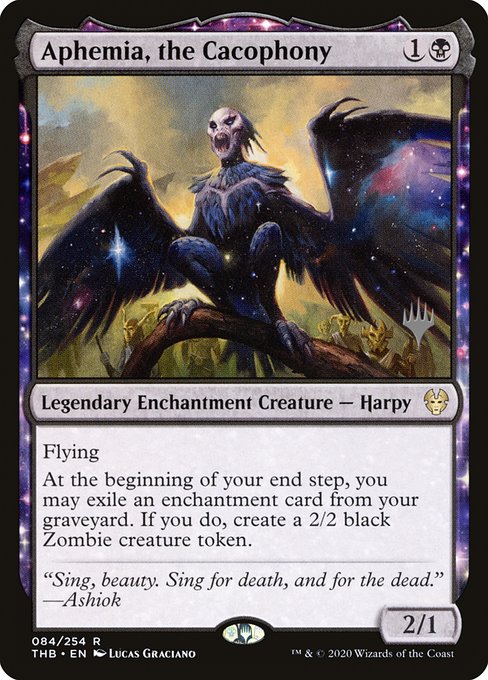 Aphemia, the Cacophony 1
Legendary Enchantment Creature — Harpy
Flying
At the beginning of your end step, you
may exile an enchantment card from your
graveyard. If you do, create a 2/2 black
Zombie creature token.
“Sing, beauty. Sing for death, and for the dead.”
—Ashiok
2/1
084/254 R
THB • EN Lucas Graciano
™ & © 2020 Wizards of the Coast